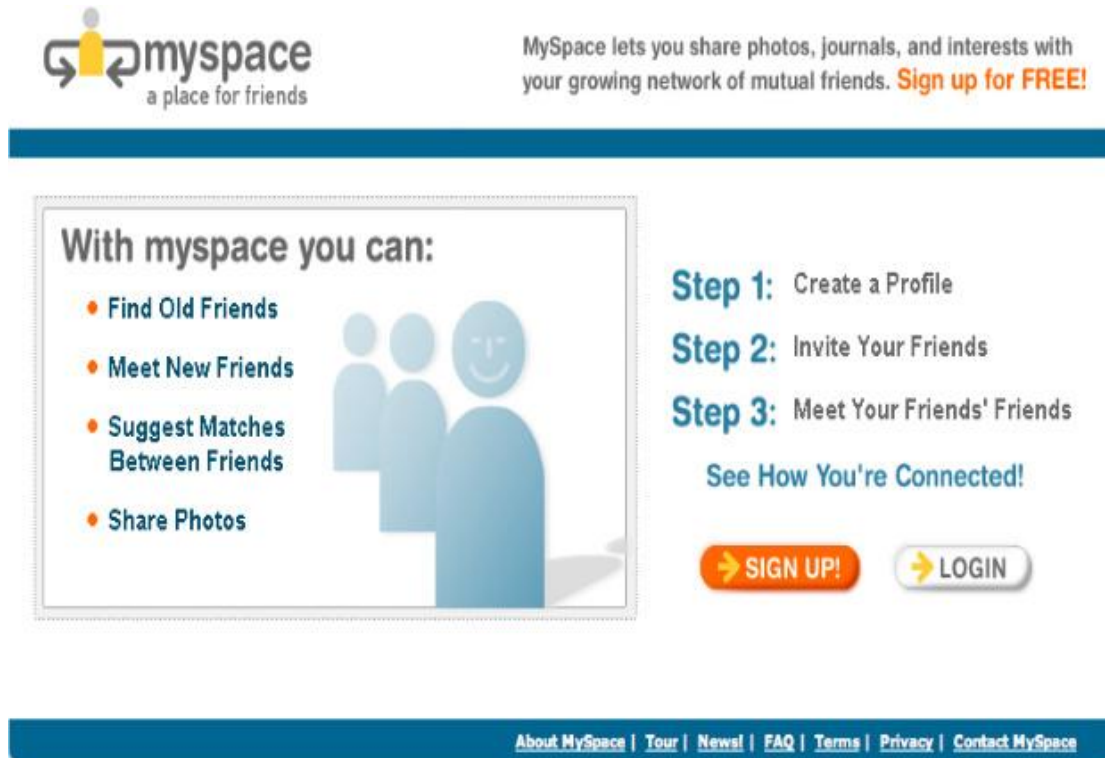 myspace
a place for friends
MySpace lets you share photos, journals, and interests with
your growing network of mutual friends. Sign up for FREE!
With myspace you can:
• Find Old Friends
• Meet New Friends
• Suggest Matches
Between Friends
• Share Photos
Step 1: Create a Profile
Step 2: Invite Your Friends
Step 3: Meet Your Friends' Friends
See How You're Connected!
SIGN UP! LOGIN
About MySpace | Tour | News! | FAQ | Terms | Privacy | Contact MySpace